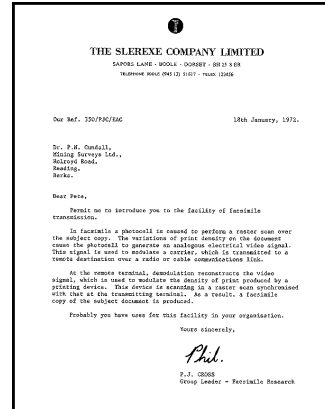 THE SLEREXE COMPANY LIMITED
SAPORS LANE - BOOLE - DORSET - BH 25 8 ER
TELEPHONE BOOLE (945 13) 51617 - TELEX 123456
Our Ref. 350/PJC/EAC
18th January, 1972.
Dr. P.N. Cundall,
Mining Surveys Ltd.,
Holroyd Road,
Reading,
Berks.
Dear Pete,
Permit me to introduce you to the facility of facsimile
transmission.
In facsimile a photocell is caused to perform a raster scan over
the subject copy. The variations of print density on the document
cause the photocell to generate an analogous electrical video signal.
This signal is used to modulate a carrier, which is transmitted to a
remote destination over a radio or cable communications link.
At the remote terminal, demodulation reconstructs the video
signal, which is used to modulate the density of print produced by a
printing device. This device is scanning in a raster scan synchronised
with that at the transmitting terminal. As a result, a facsimile
copy of the subject document is produced.
Probably you have uses for this facility in your organisation.
Yours sincerely,
Phil.
P.J. CROSS
Group Leader - Facsimile Research